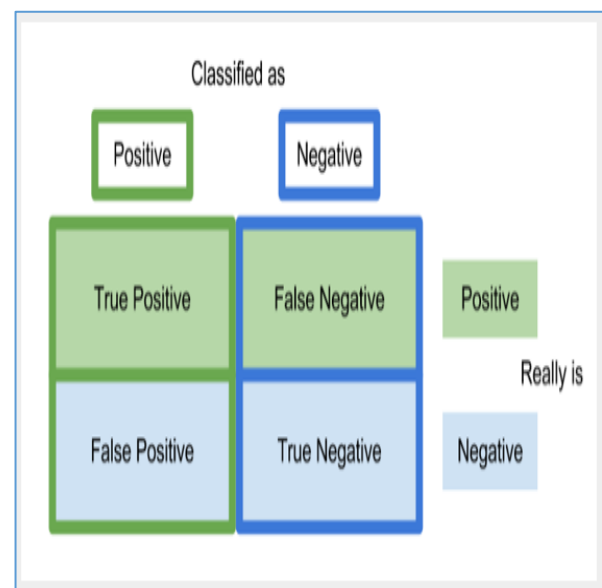 Classified as
Positive Negative
True Positive False Negative Positive
Really is
False Positive True Negative Negative